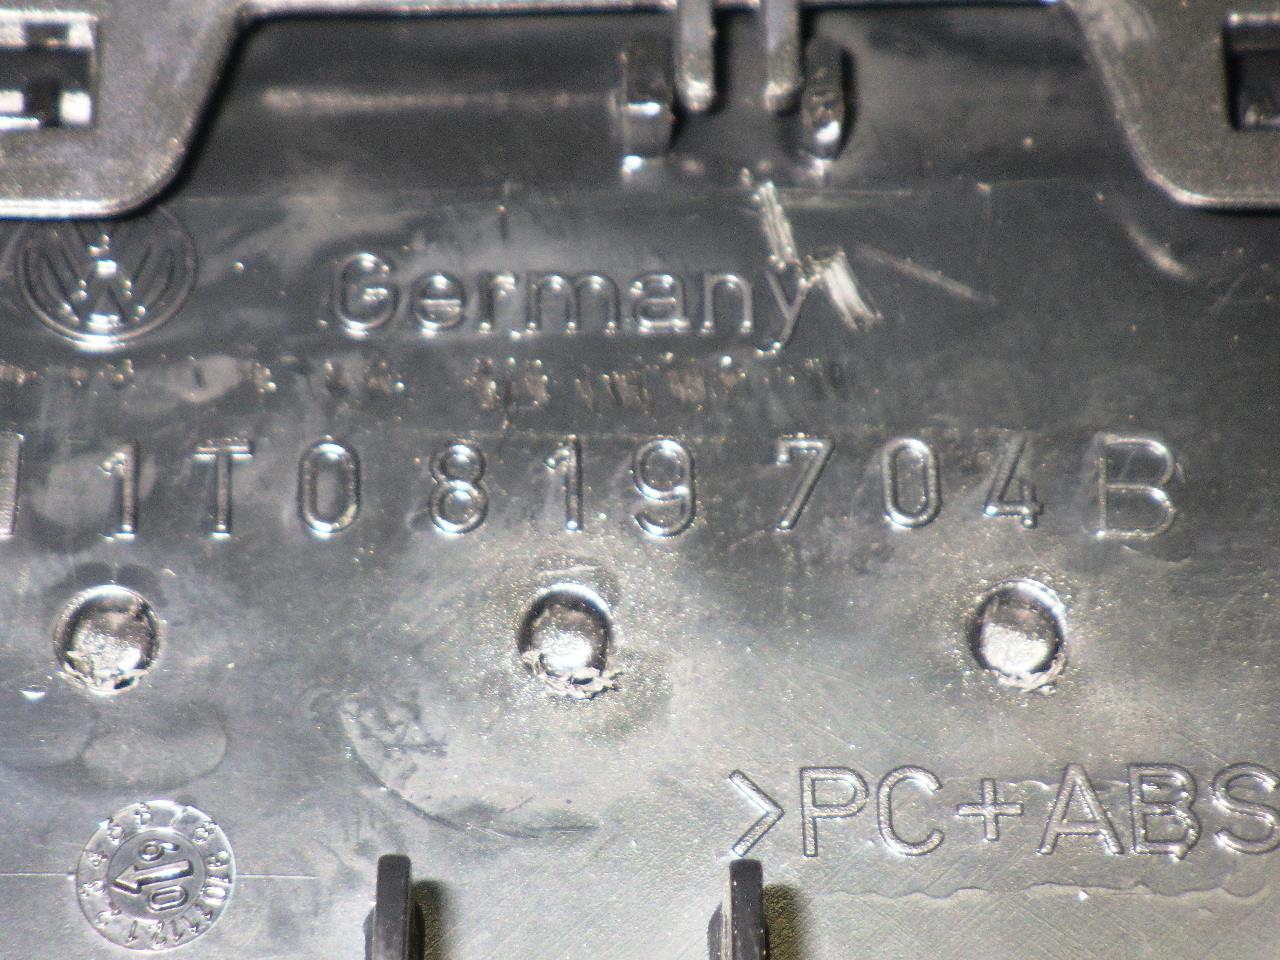 Germany
1T0 819 704 B
>PC+ABS